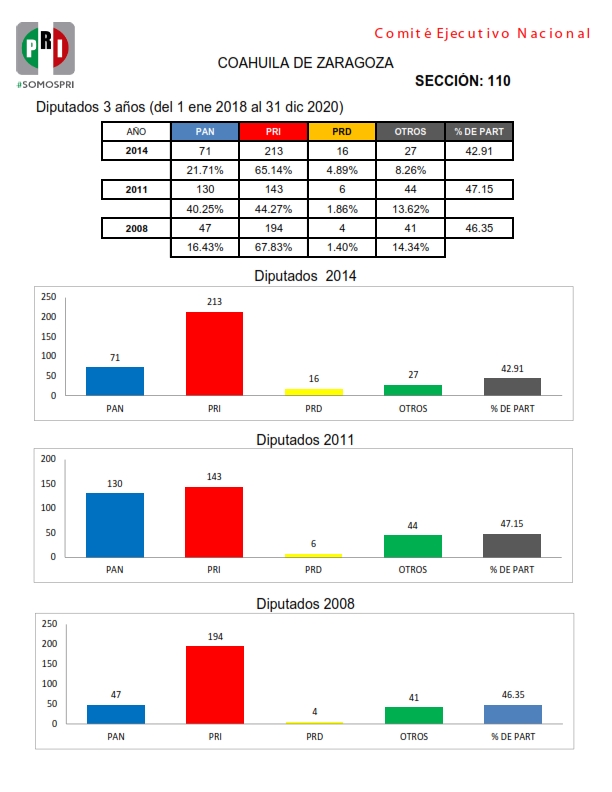 Comité Ejecutivo Nacional
PRI
#SOMOSPRI
COAHUILA DE ZARAGOZA
SECCIÓN: 110
Diputados 3 años (del 1 ene 2018 al 31 dic 2020)
AÑO PAN PRI PRD OTROS % DE PART
2014 71 213 16 27 42.91
21.71% 65.14% 4.89% 8.26%
2011 130 143 6 44 47.15
40.25% 44.27% 1.86% 13.62%
2008 47 194 4 41 46.35
16.43% 67.83% 1.40% 14.34%
Diputados 2014
250
200
150
100
50
0
71 213 16 27 42.91
PAN PRI PRD OTROS % DE PART
Diputados 2011
200
150
100
50
0
130 143 6 44 47.15
PAN PRI PRD OTROS % DE PART
Diputados 2008
250
200
150
100
50
0
47 194 4 41 46.35
PAN PRI PRD OTROS % DE PART